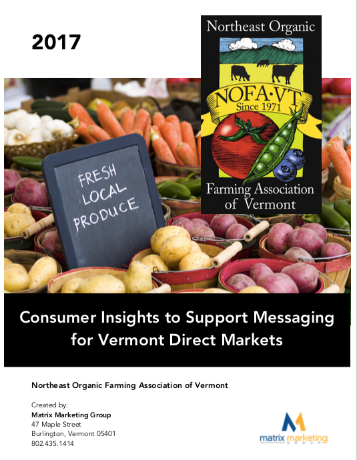 2017
Northeast Organic
NOFA·VT
Since 1971
Farming Association
of Vermont
FRESH
LOCAL
PRODUCE
Consumer Insights to Support Messaging
for Vermont Direct Markets
Northeast Organic Farming Association of Vermont
Created by:
Matrix Marketing Group
47 Maple Street
Burlington, Vermont 05401
802.435.1414
matrix marketing
GROUP